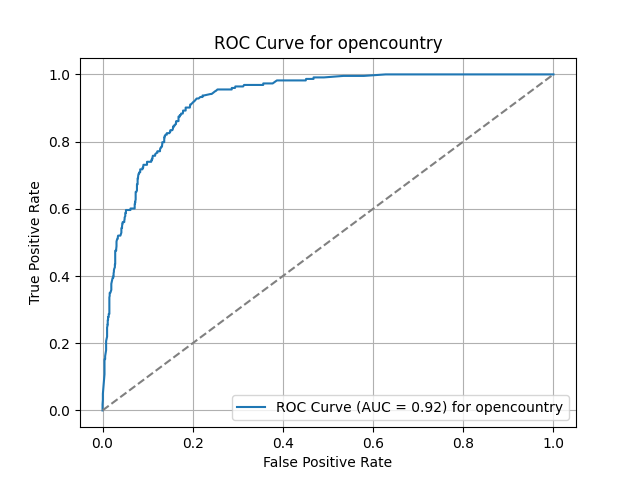 ROC Curve for opencountry
True Positive Rate
1.0
0.8
0.6
0.4
0.2
0.0
ROC Curve (AUC = 0.92) for opencountry
0.0 0.2 0.4 0.6 0.8 1.0
False Positive Rate